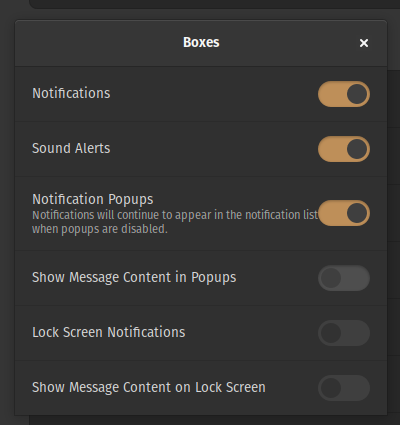 Boxes
Notifications
Sound Alerts
Notification Popups
Notifications will continue to appear in the notification list
when popups are disabled.
Show Message Content in Popups
Lock Screen Notifications
Show Message Content on Lock Screen